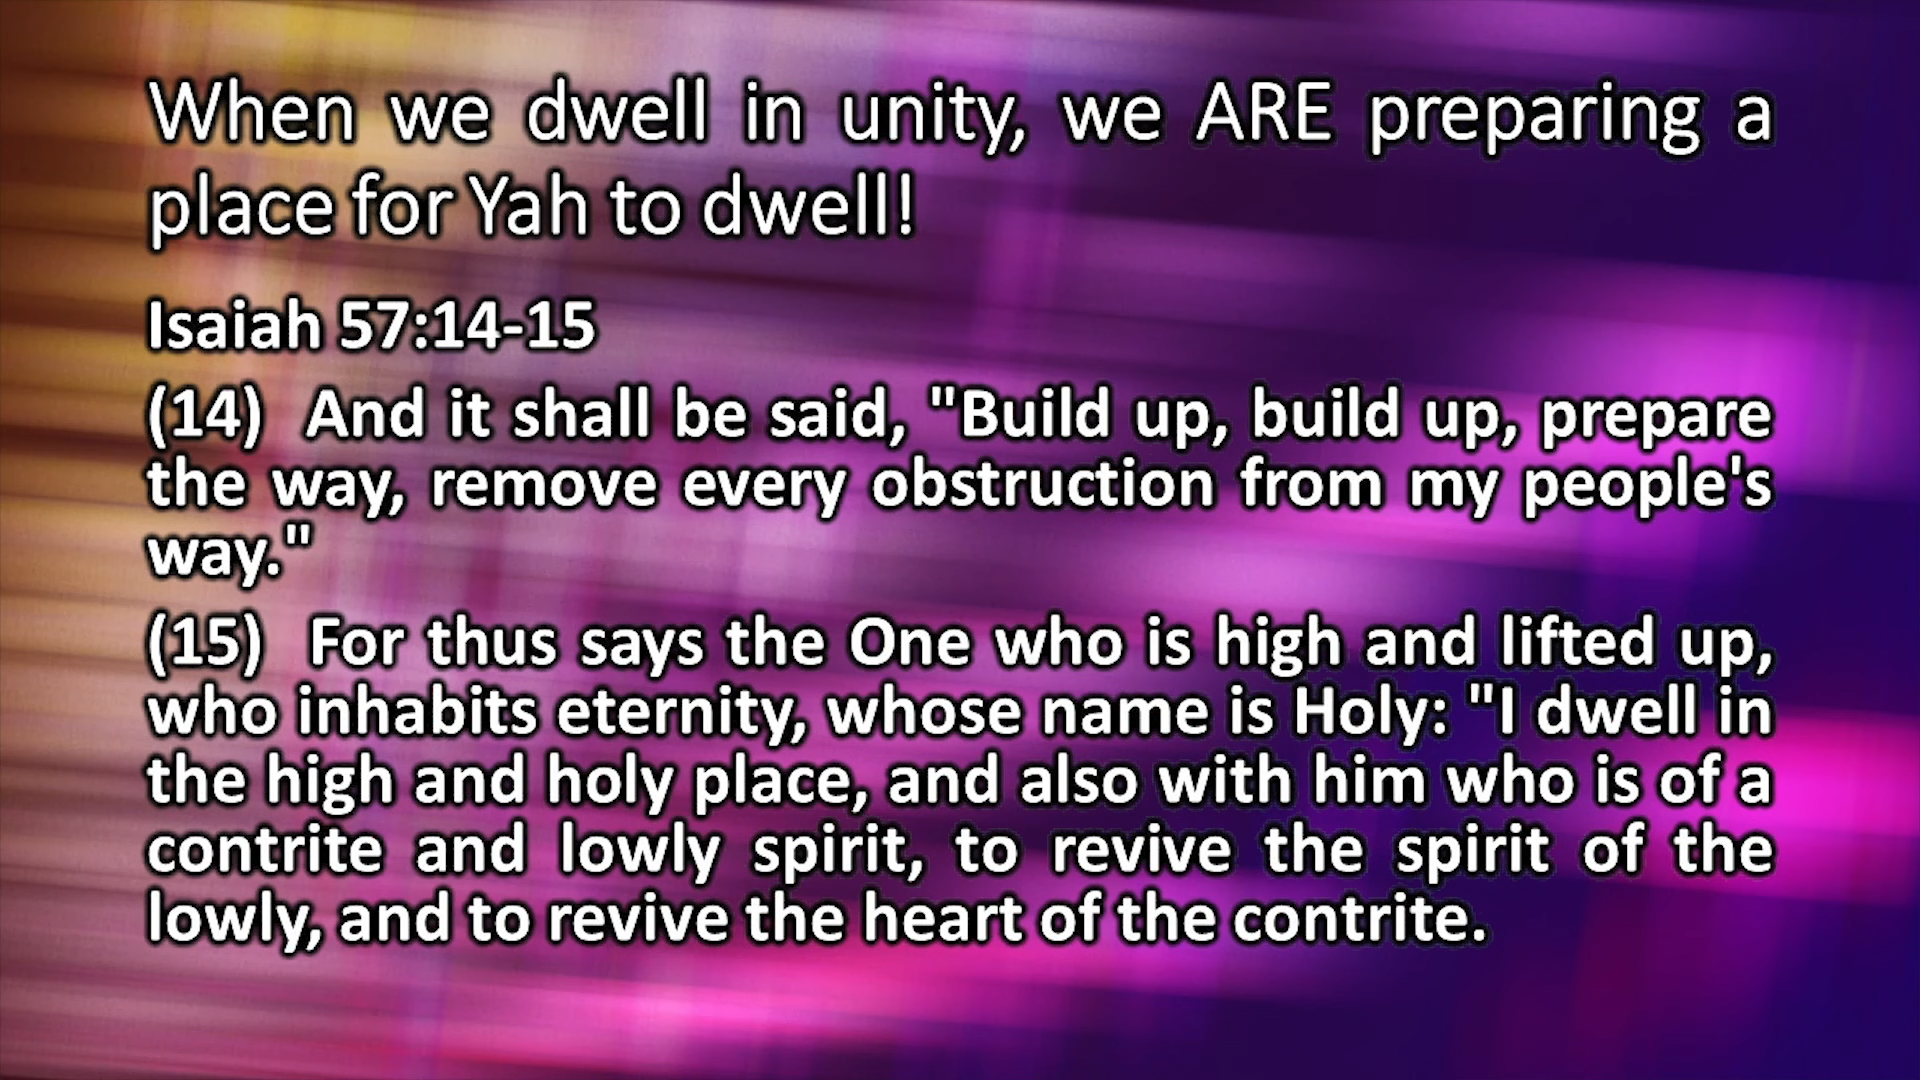 When we dwell in unity, we ARE preparing a
place for Yah to dwell!
Isaiah 57:14-15
(14) And it shall be said, "Build up, build up, prepare
the way, remove every obstruction from my people's
way."
(15) For thus says the One who is high and lifted up,
who inhabits eternity, whose name is Holy: "I dwell in
the high and holy place, and also with him who is of a
contrite and lowly spirit, to revive the spirit of the
lowly, and to revive the heart of the contrite.